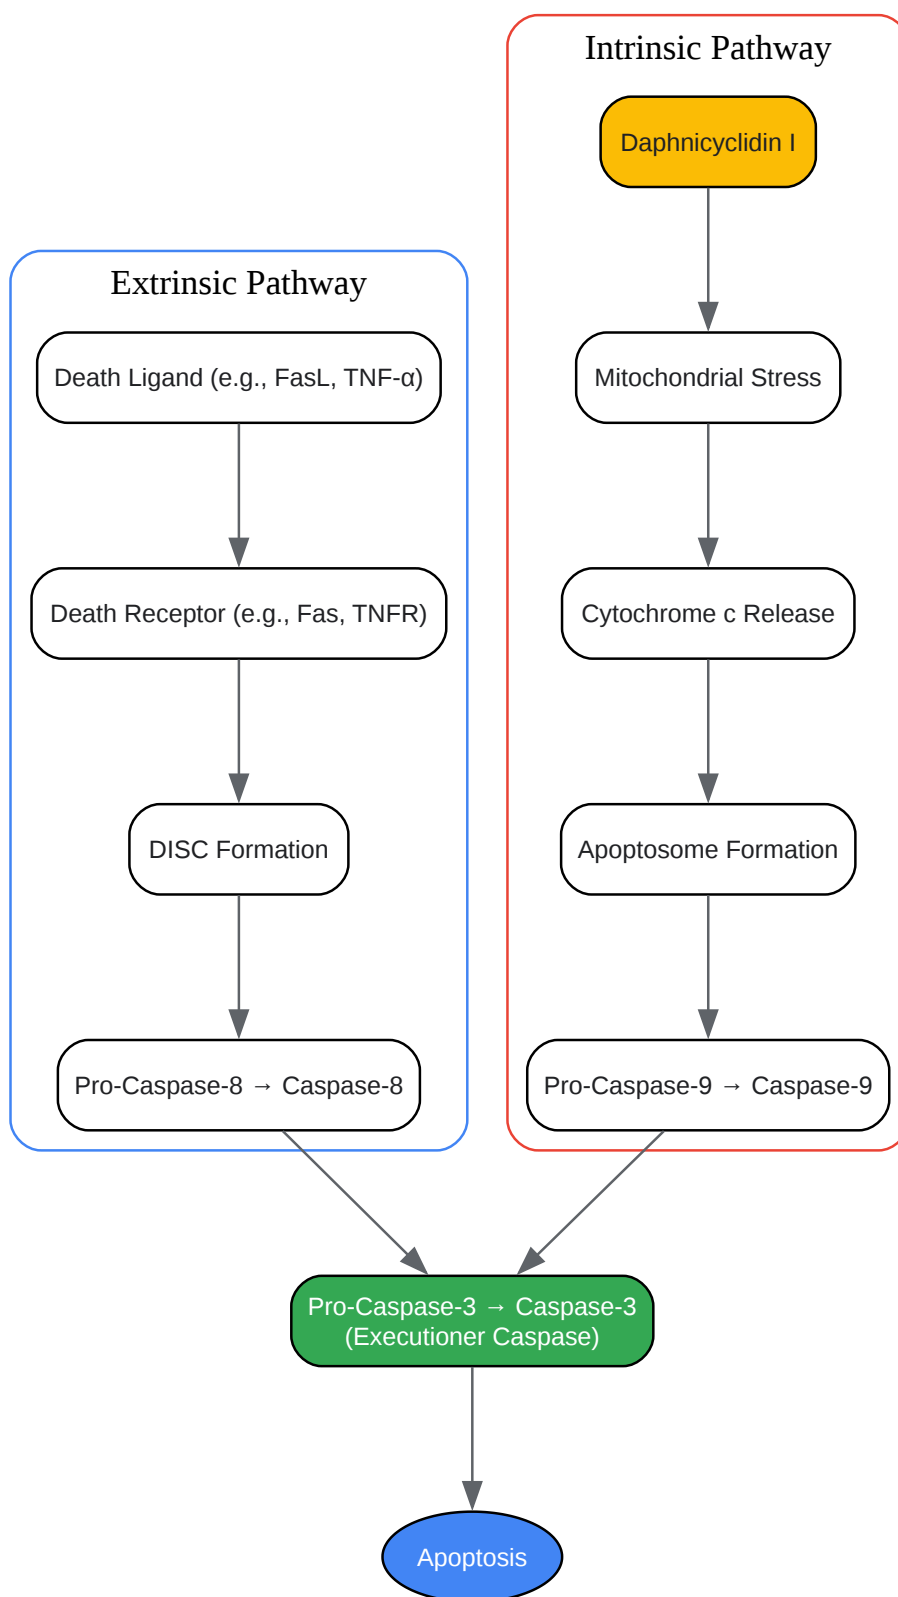 Intrinsic Pathway
Daphnicyclidin I
Extrinsic Pathway
Death Ligand (e.g., FasL, TNF-α)
Mitochondrial Stress
Death Receptor (e.g., Fas, TNFR)
Cytochrome c Release
DISC Formation
Apoptosome Formation
Pro-Caspase-8 → Caspase-8
Pro-Caspase-9 → Caspase-9
Pro-Caspase-3 → Caspase-3
(Executioner Caspase)
Apoptosis